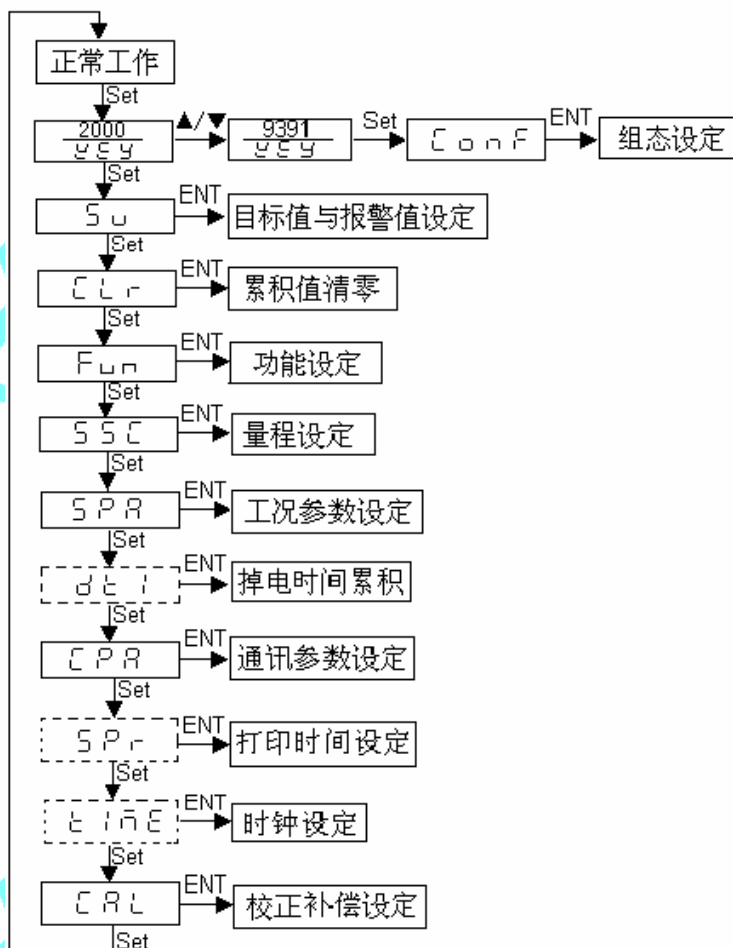 正常工作
Set
2000 ▲/▼ 9391 Set ConF ENT 组态设定
YEY YEY
Set
Su ENT 目标值与报警值设定
Set
CLr ENT 累积值清零
Set
Fun ENT 功能设定
Set
SSC ENT 量程设定
Set
SPA ENT 工况参数设定
Set
dt1 ENT 掉电时间累积
Set
CPA ENT 通讯参数设定
Set
SPr ENT 打印时间设定
Set
tImE ENT 时钟设定
Set
CAL ENT 校正补偿设定
Set